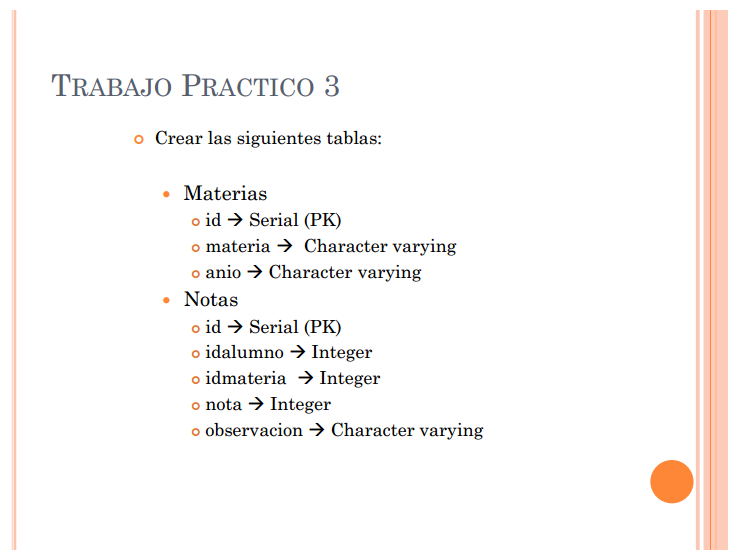 TRABAJO PRACTICO 3
Crear las siguientes tablas:
Materias
id → Serial (PK)
materia → Character varying
anio → Character varying
Notas
id → Serial (PK)
idalumno → Integer
idmateria → Integer
nota → Integer
observacion → Character varying